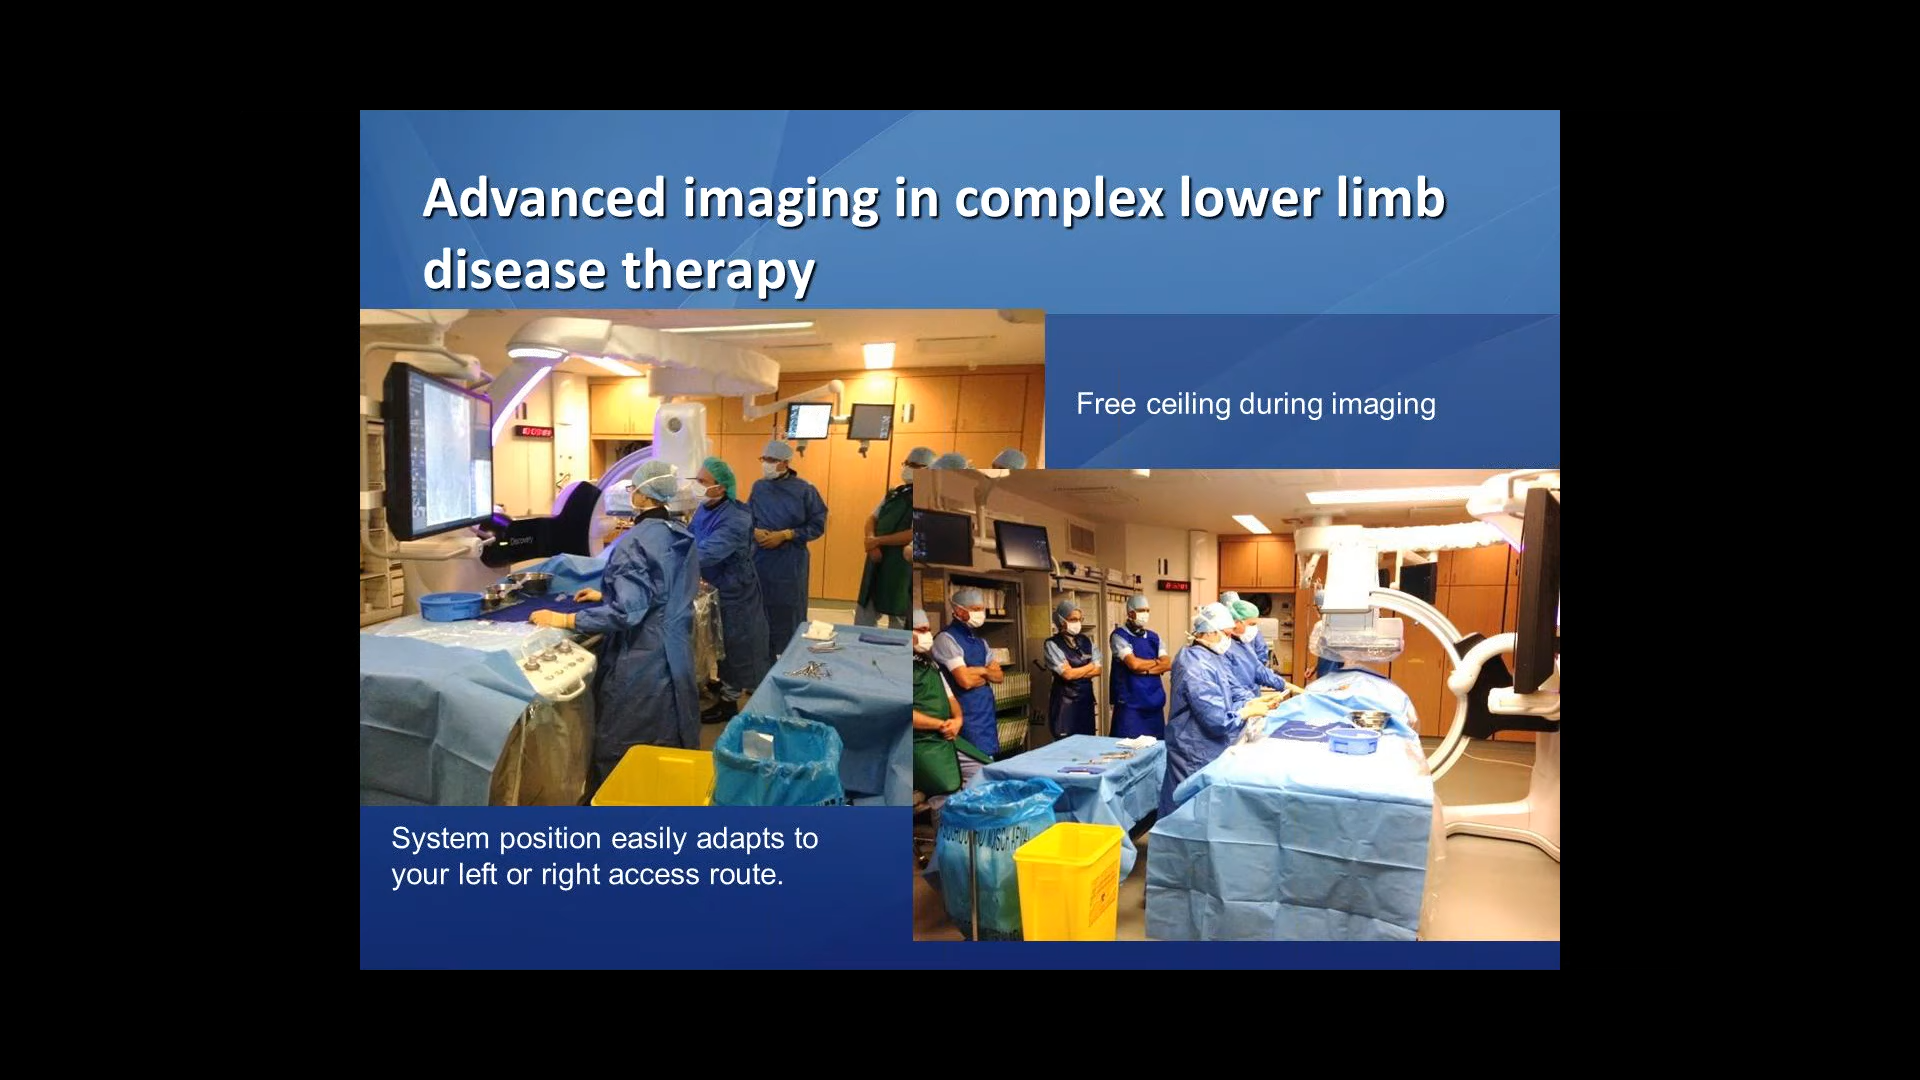 Advanced imaging in complex lower limb
disease therapy
Free ceiling during imaging
Discovery
System position easily adapts to
your left or right access route.